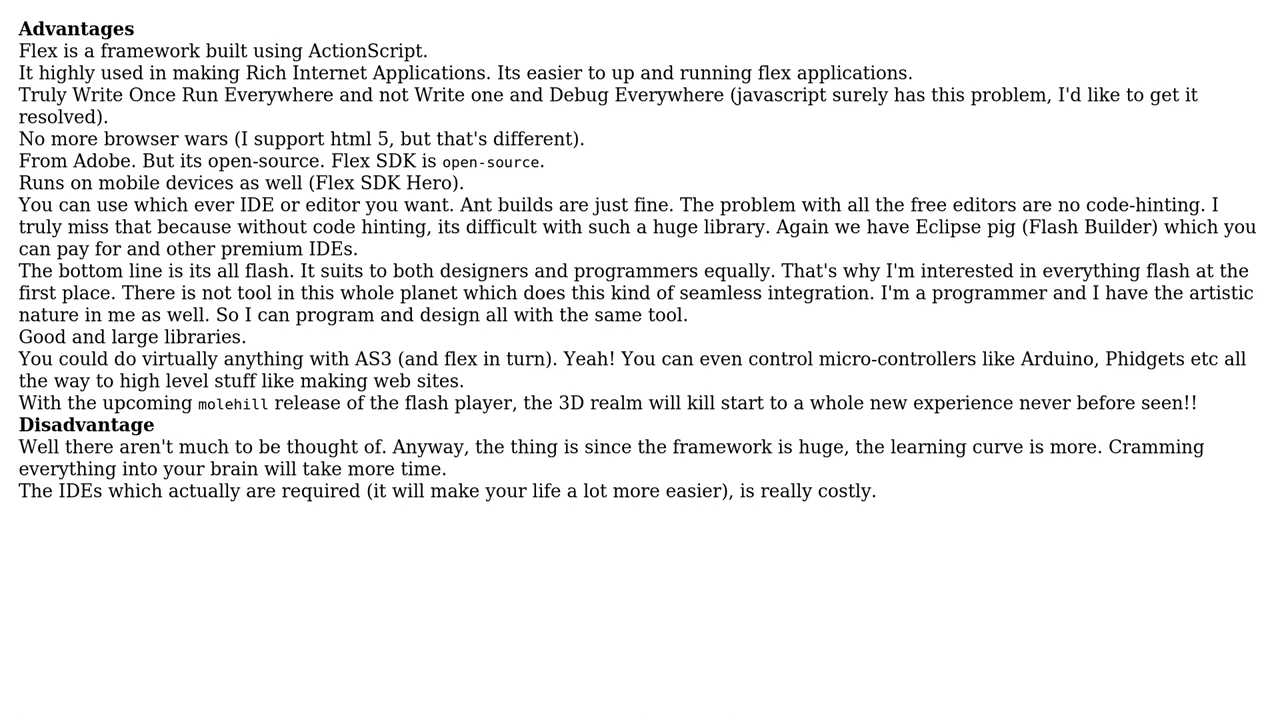 Advantages
Flex is a framework built using ActionScript.
It highly used in making Rich Internet Applications. Its easier to up and running flex applications.
Truly Write Once Run Everywhere and not Write one and Debug Everywhere (javascript surely has this problem, I'd like to get it
resolved).
No more browser wars (I support html 5, but that's different).
From Adobe. But its open-source. Flex SDK is open-source.
Runs on mobile devices as well (Flex SDK Hero).
You can use which ever IDE or editor you want. Ant builds are just fine. The problem with all the free editors are no code-hinting. I
truly miss that because without code hinting, its difficult with such a huge library. Again we have Eclipse pig (Flash Builder) which you
can pay for and other premium IDEs.
The bottom line is its all flash. It suits to both designers and programmers equally. That's why I'm interested in everything flash at the
first place. There is not tool in this whole planet which does this kind of seamless integration. I'm a programmer and I have the artistic
nature in me as well. So I can program and design all with the same tool.
Good and large libraries.
You could do virtually anything with AS3 (and flex in turn). Yeah! You can even control micro-controllers like Arduino, Phidgets etc all
the way to high level stuff like making web sites.
With the upcoming molehill release of the flash player, the 3D realm will kill start to a whole new experience never before seen!!
Disadvantage
Well there aren't much to be thought of. Anyway, the thing is since the framework is huge, the learning curve is more. Cramming
everything into your brain will take more time.
The IDEs which actually are required (it will make your life a lot more easier), is really costly.